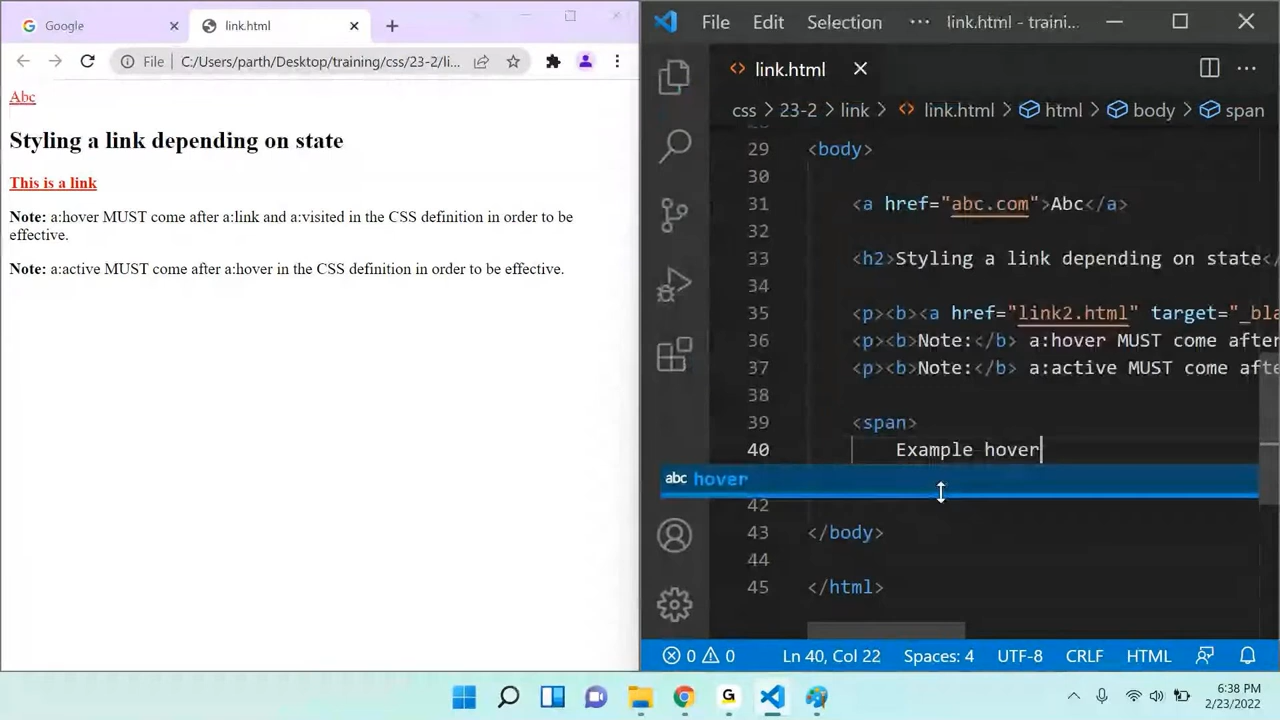 Google
link.html
File
C:/Users/parth/Desktop/training/css/23-2/li...
Abc
Styling a link depending on state
This is a link
Note: a:hover MUST come after a:link and a:visited in the CSS definition in order to be
effective.
Note: a:active MUST come after a:hover in the CSS definition in order to be effective.
File Edit Selection ··· link.html - traini...
link.html
css > 23-2 > link > link.html > html > body > span
29 <body>
30
31 <a href="abc.com">Abc</a>
32
33 <h2>Styling a link depending on state</
34
35 <p><b><a href="link2.html" target="_bla
36 <p><b>Note:</b> a:hover MUST come after
37 <p><b>Note:</b> a:active MUST come afte
38
39 <span>
40 Example hover
abc hover
42
43 </body>
44
45 </html>
0 0 Ln 40, Col 22 Spaces: 4 UTF-8 CRLF HTML
G
6:38 PM
2/23/2022